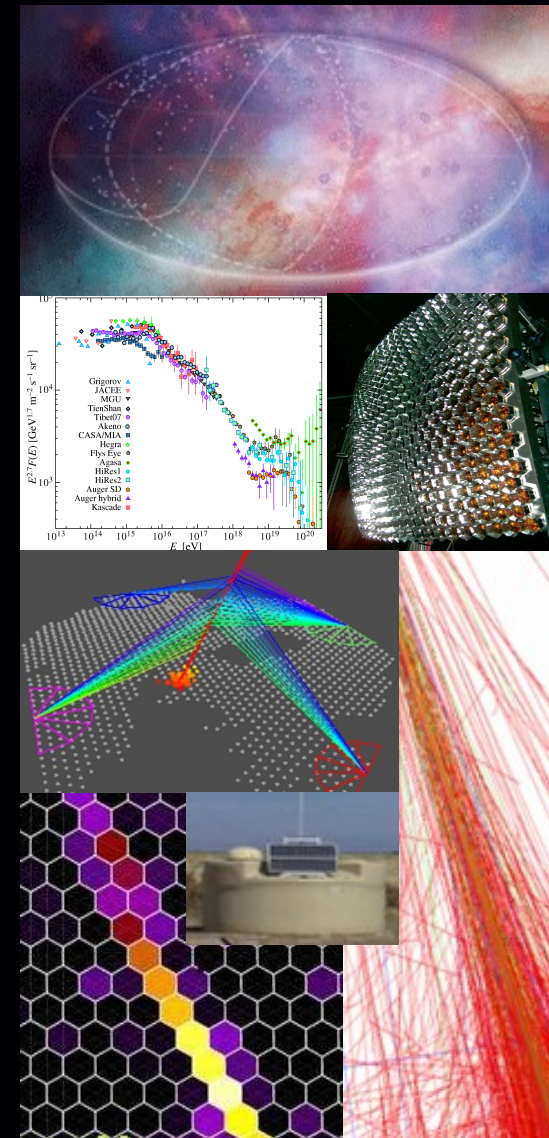 10⁴
10³
E^2.7F(E) [GeV^1.7 m⁻² s⁻¹ sr⁻¹]
Grigorov
JACEE
MGU
TienShan
Tibet07
Akeno
CASA/MIA
Hegra
Flys Eye
Agasa
HiRes1
HiRes2
Auger SD
Auger hybrid
Kascade
10¹³ 10¹⁴ 10¹⁵ 10¹⁶ 10¹⁷ 10¹⁸ 10¹⁹ 10²⁰
E [eV]